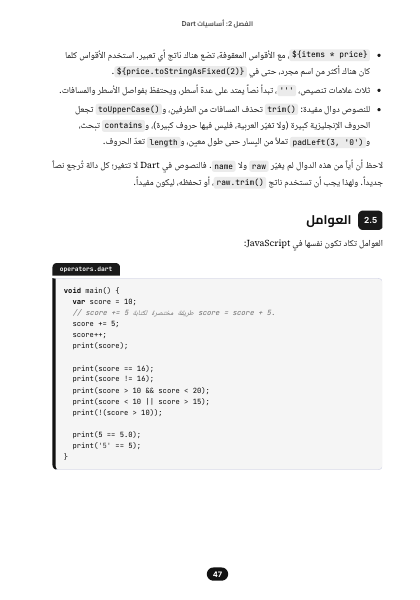 الفصل 2: أساسيات Dart
• ${items * price}، مع الأقواس المعقوفة، تضع هناك ناتج أي تعبير. استخدم الأقواس كلما
كان هناك أكثر من اسم مجرد، حتى في ${price.toStringAsFixed(2)}.
• ثلاث علامات تنصيص، '''، تبدأ نصاً يمتد على عدة أسطر، ويحتفظ بفواصل الأسطر والمسافات.
• للنصوص دوال مفيدة: trim() تحذف المسافات من الطرفين، و toUpperCase() تجعل
الحروف الإنجليزية كبيرة (ولا تغيّر العربية، فليس فيها حروف كبيرة)، و contains تبحث،
و padLeft(3, '0') تملأ من اليسار حتى طول معين، و length تعدّ الحروف.
لاحظ أن أياً من هذه الدوال لم يغيّر raw ولا name. فالنصوص في Dart لا تتغير؛ كل دالة تُرجع نصاً
جديداً. ولهذا يجب أن تستخدم ناتج raw.trim()، أو تحفظه، ليكون مفيداً.
2.5 العوامل
العوامل تكاد تكون نفسها في JavaScript:
operators.dart
void main() {
var score = 10;
// score += 5 طريقة مختصرة لكتابة score = score + 5.
score += 5;
score++;
print(score);
print(score == 16);
print(score != 16);
print(score > 10 && score < 20);
print(score < 10 || score > 15);
print(!(score > 10));
print(5 == 5.0);
print('5' == 5);
}
47